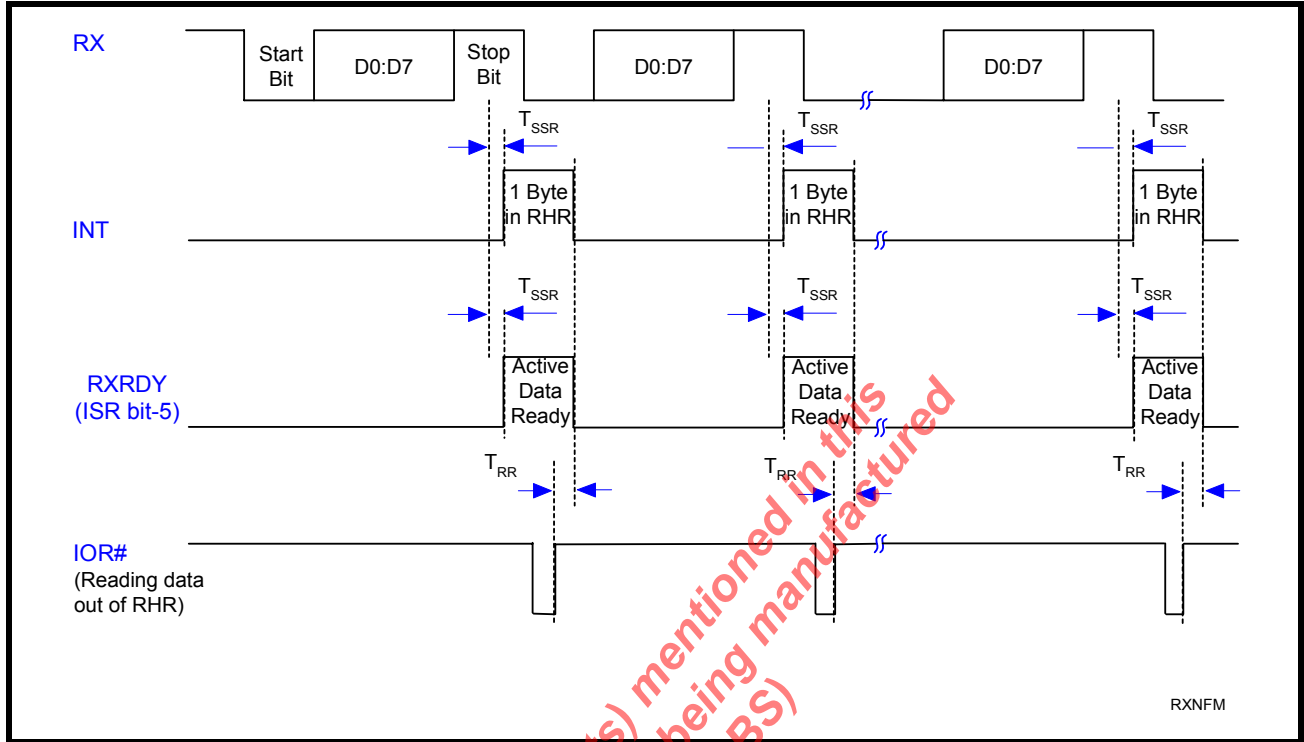 RX
Start
Bit
D0:D7
Stop
Bit
D0:D7
D0:D7
TSSR
TSSR
TSSR
INT
1 Byte
in RHR
1 Byte
in RHR
1 Byte
in RHR
TSSR
TSSR
TSSR
RXRDY
(ISR bit-5)
Active
Data
Ready
Active
Data
Ready
Active
Data
Ready
TRR
TRR
TRR
IOR#
(Reading data
out of RHR)
mentioned in this
being manufactured
RXNFM